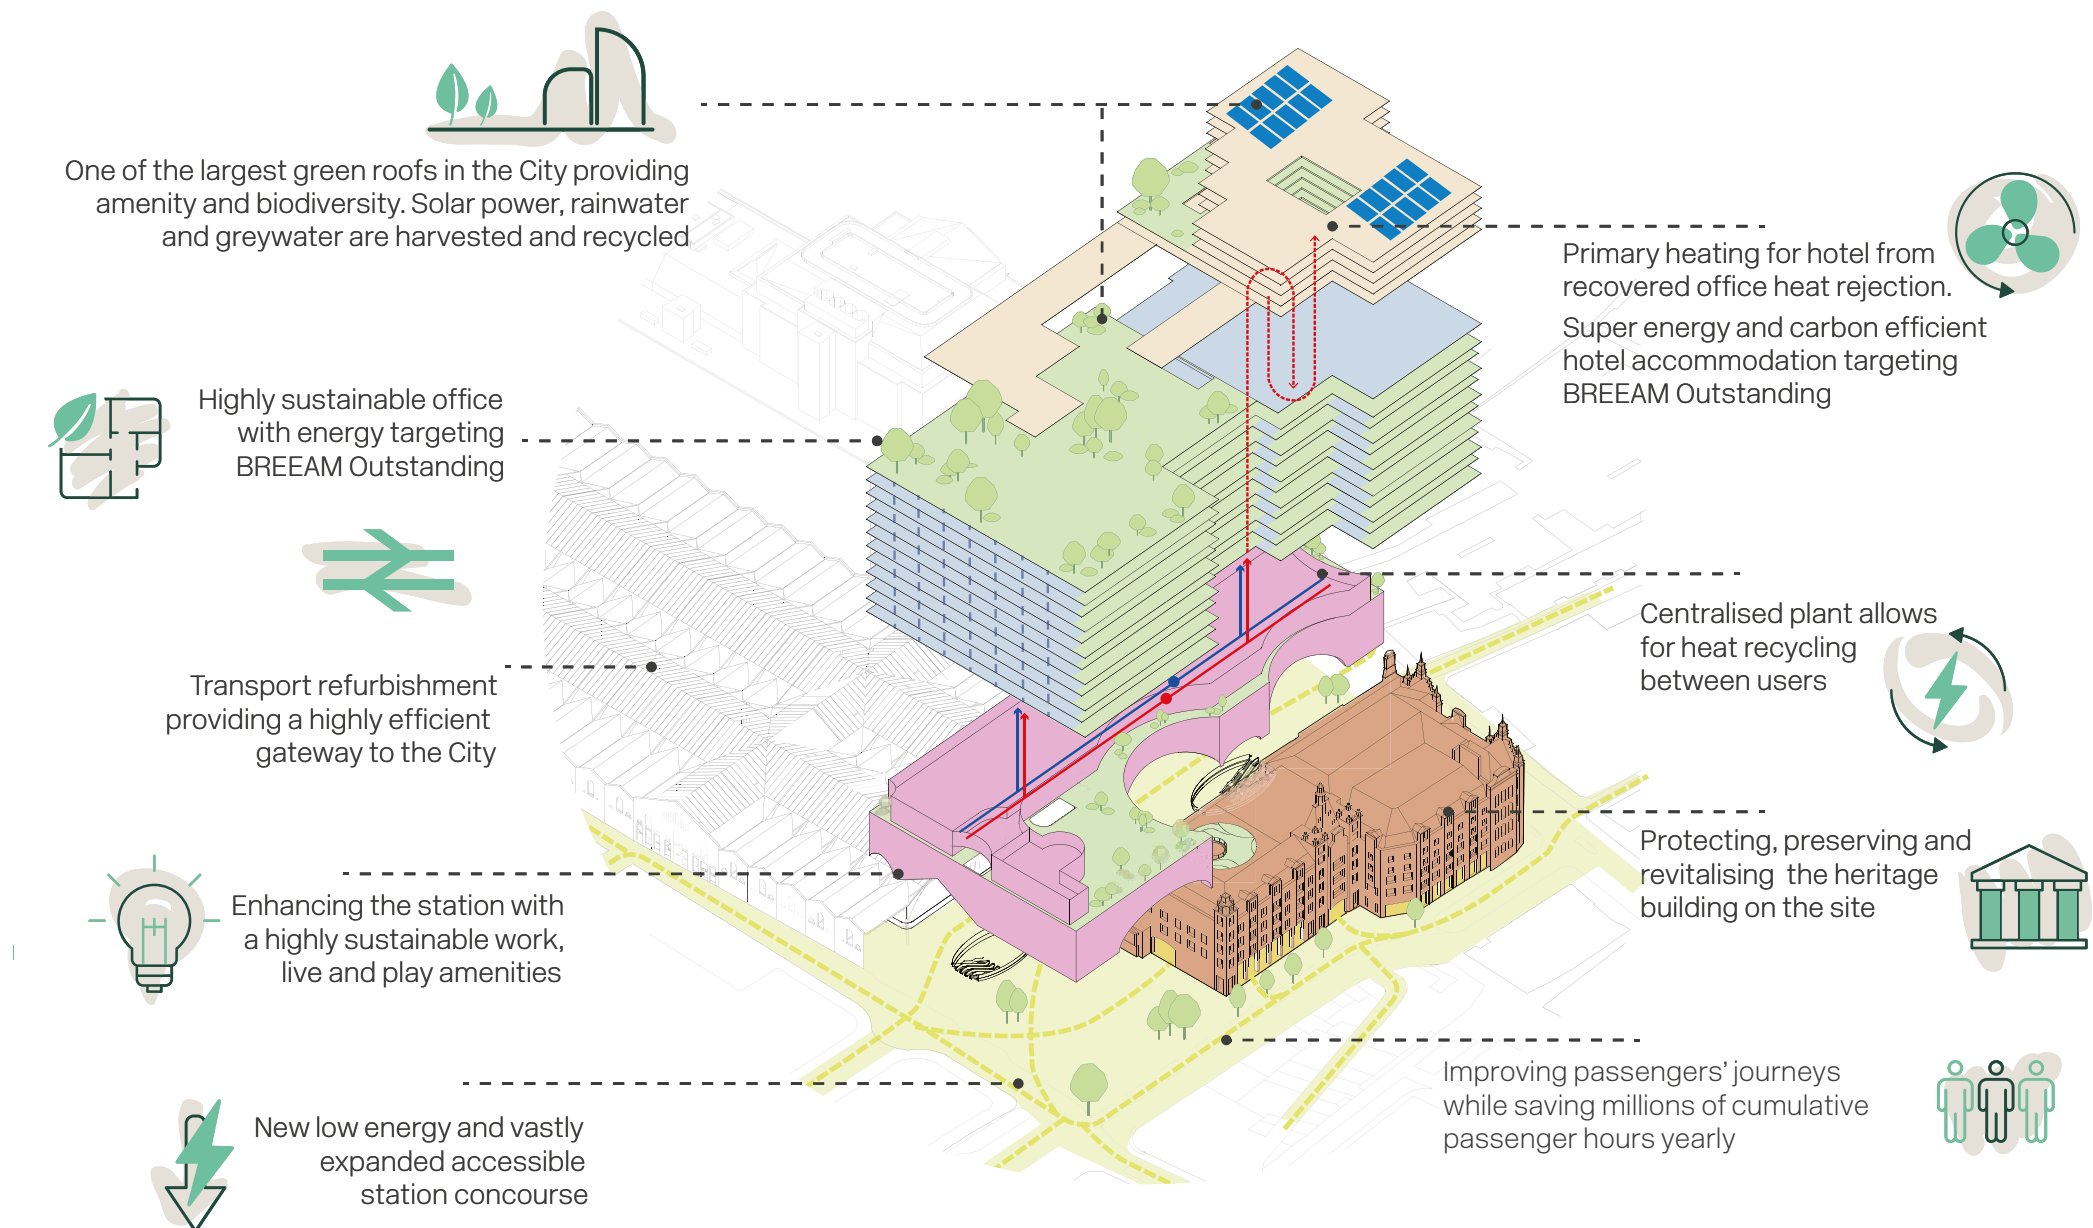 One of the largest green roofs in the City providing
amenity and biodiversity. Solar power, rainwater
and greywater are harvested and recycled
Primary heating for hotel from
recovered office heat rejection.
Super energy and carbon efficient
hotel accommodation targeting
BREEAM Outstanding
Highly sustainable office
with energy targeting
BREEAM Outstanding
Centralised plant allows
for heat recycling
between users
Transport refurbishment
providing a highly efficient
gateway to the City
Protecting, preserving and
revitalising the heritage
building on the site
Enhancing the station with
a highly sustainable work,
live and play amenities
Improving passengers’ journeys
while saving millions of cumulative
passenger hours yearly
New low energy and vastly
expanded accessible
station concourse